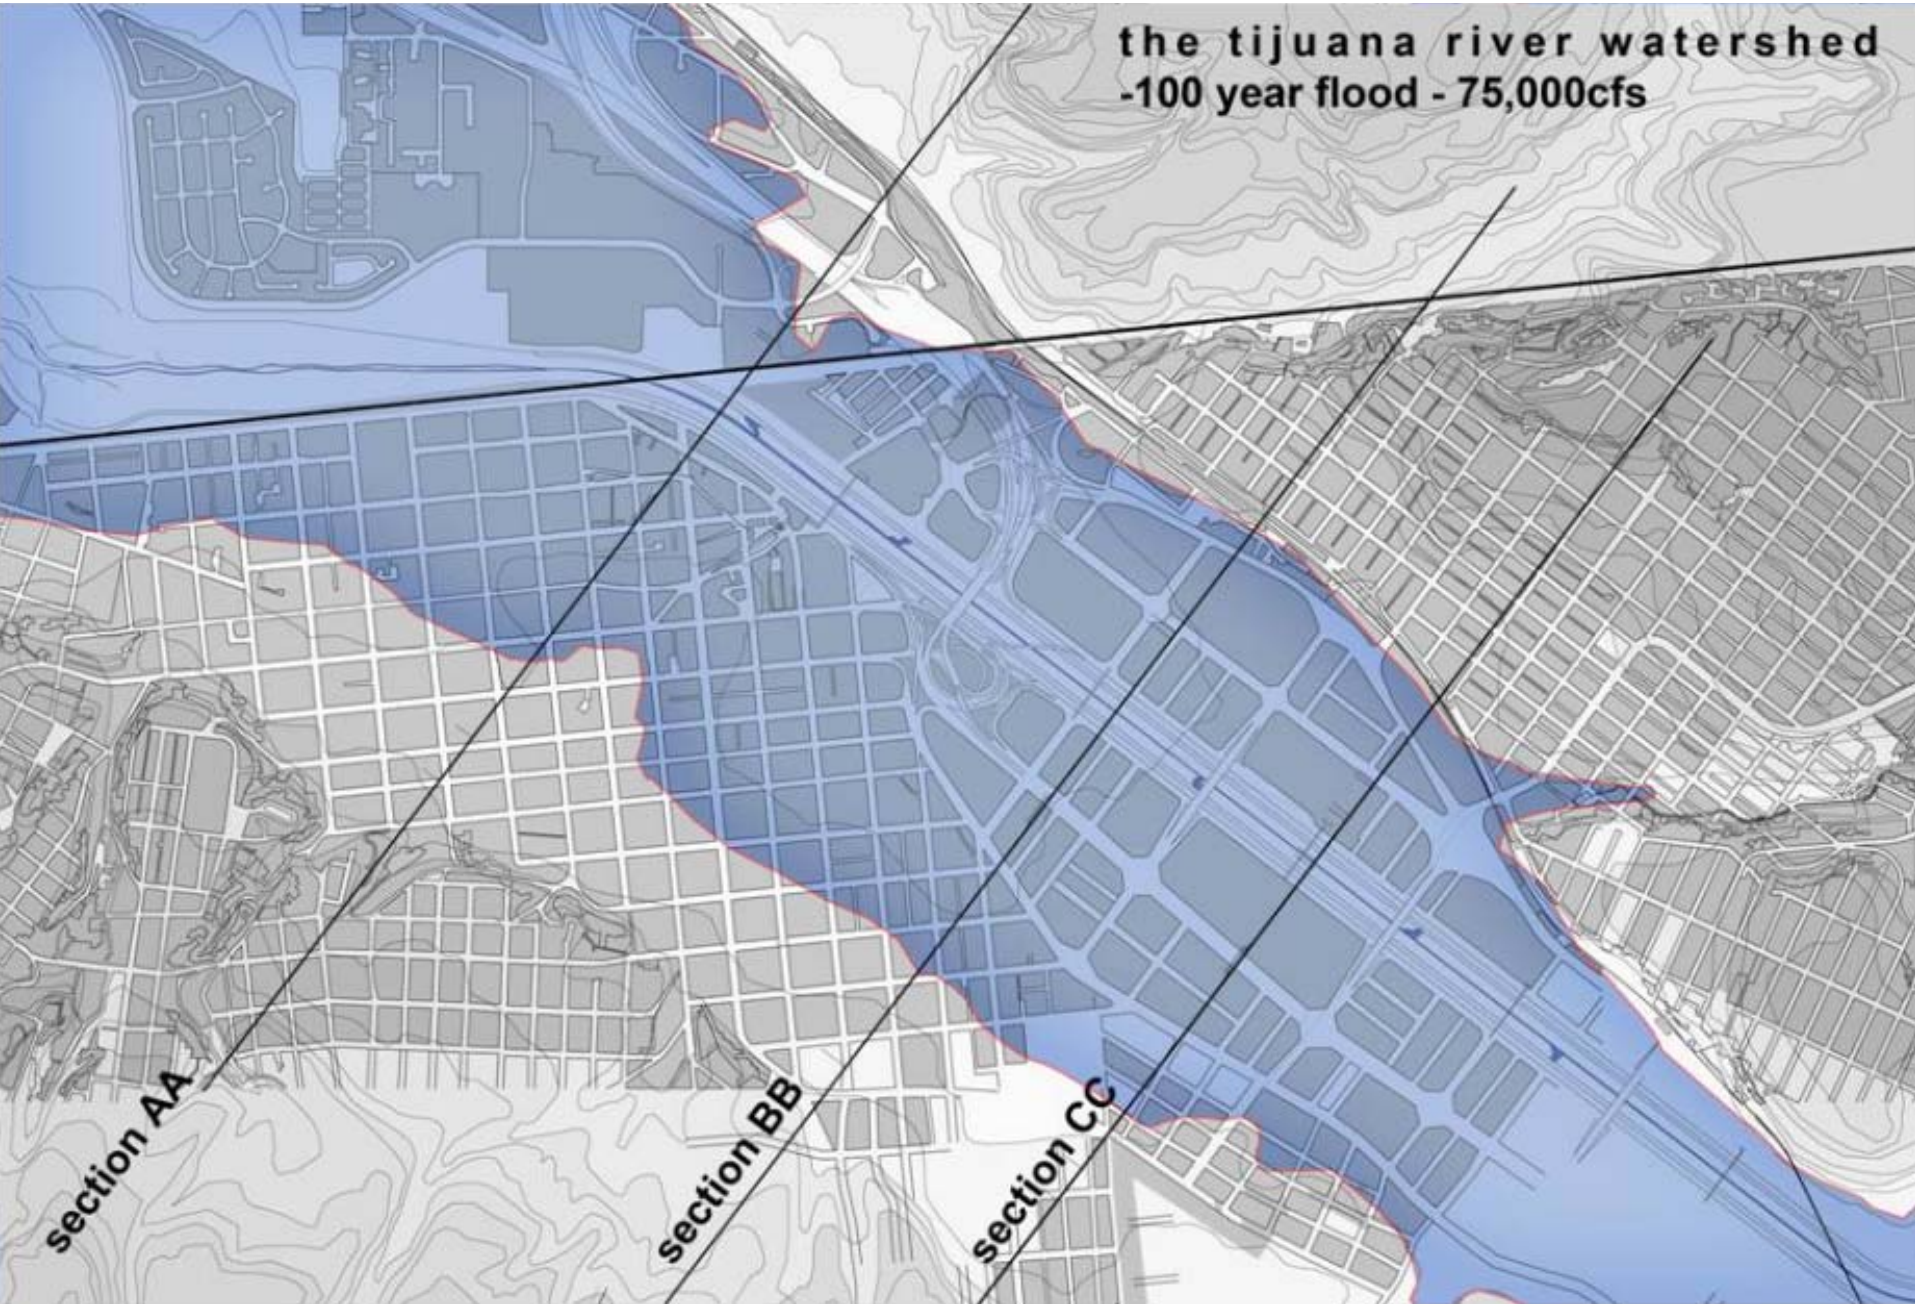 the tijuana river watershed
-100 year flood - 75,000cfs
section AA
section BB
section CC